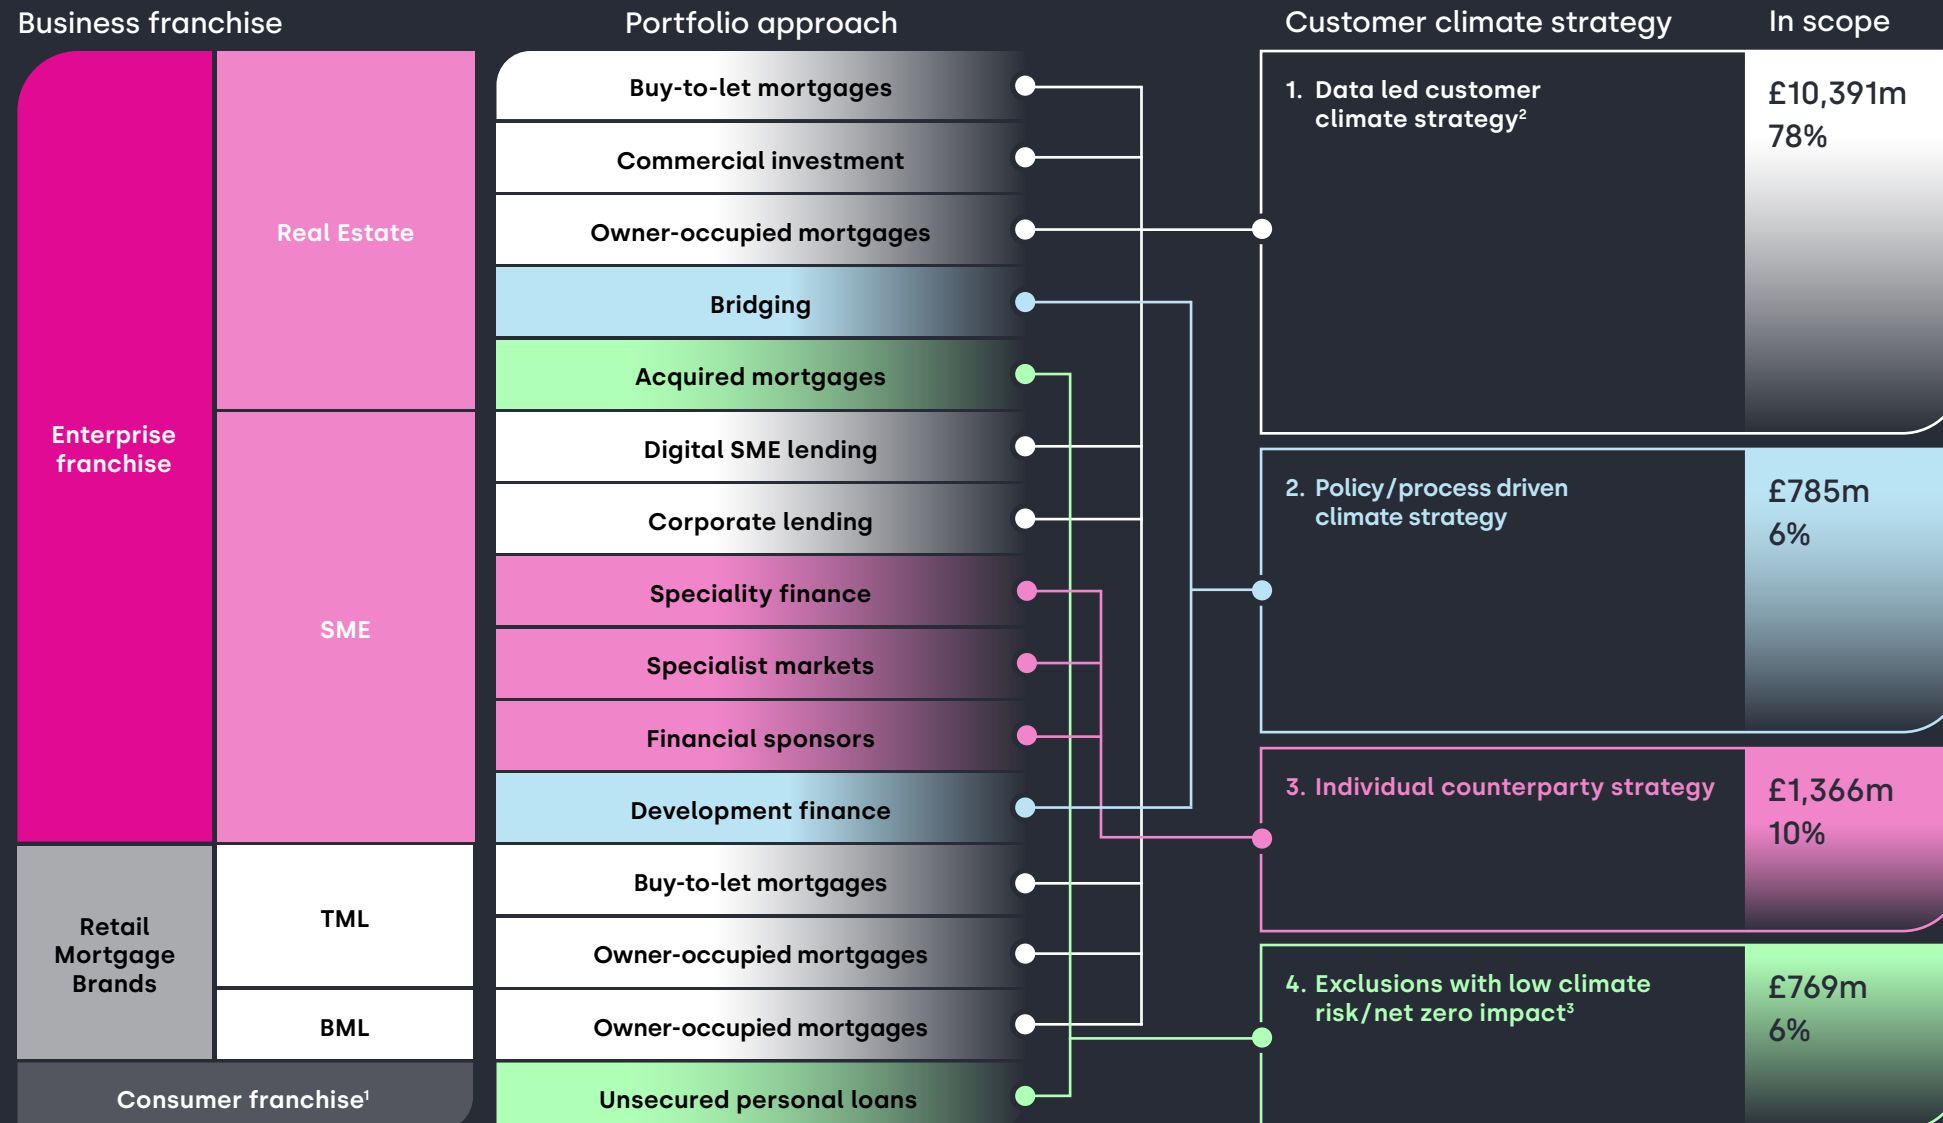 Business franchise
Portfolio approach
Customer climate strategy
In scope
Enterprise
franchise
Real Estate
SME
Retail
Mortgage
Brands
TML
BML
Consumer franchise¹
Buy-to-let mortgages
Commercial investment
Owner-occupied mortgages
Bridging
Acquired mortgages
Digital SME lending
Corporate lending
Speciality finance
Specialist markets
Financial sponsors
Development finance
Buy-to-let mortgages
Owner-occupied mortgages
Owner-occupied mortgages
Unsecured personal loans
1. Data led customer
climate strategy²
£10,391m
78%
2. Policy/process driven
climate strategy
£785m
6%
3. Individual counterparty strategy
£1,366m
10%
4. Exclusions with low climate
risk/net zero impact³
£769m
6%